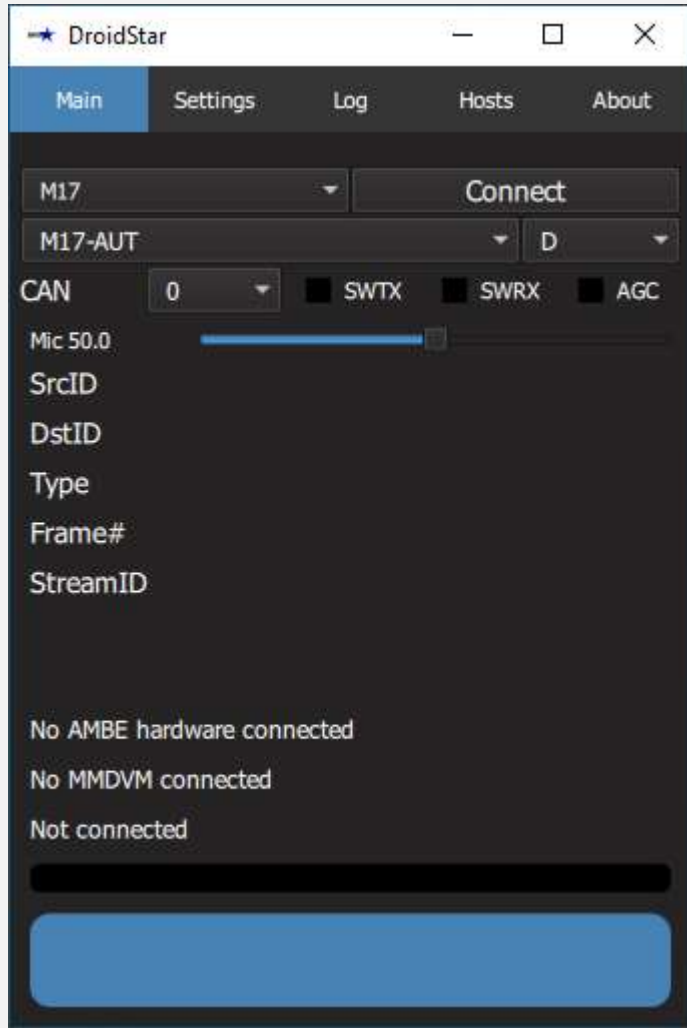 DroidStar
Main Settings Log Hosts About
M17 Connect
M17-AUT D
CAN 0 SWTX SWRX AGC
Mic 50.0
SrcID
DstID
Type
Frame#
StreamID
No AMBE hardware connected
No MMDVM connected
Not connected